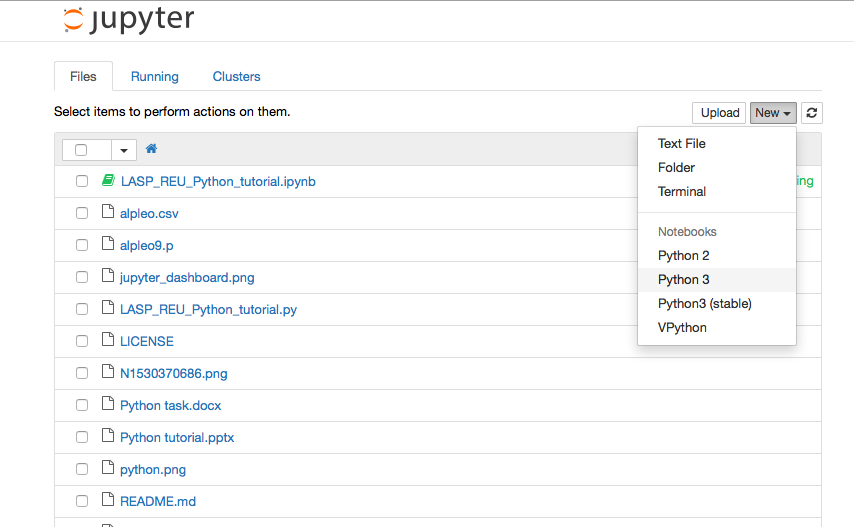 jupyter
Files Running Clusters
Select items to perform actions on them.
Upload New
Text File
Folder
Terminal
Notebooks
Python 2
Python 3
Python3 (stable)
VPython
LASP_REU_Python_tutorial.ipynb
ing
alpleo.csv
alpleo9.p
jupyter_dashboard.png
LASP_REU_Python_tutorial.py
LICENSE
N1530370686.png
Python task.docx
Python tutorial.pptx
python.png
README.md